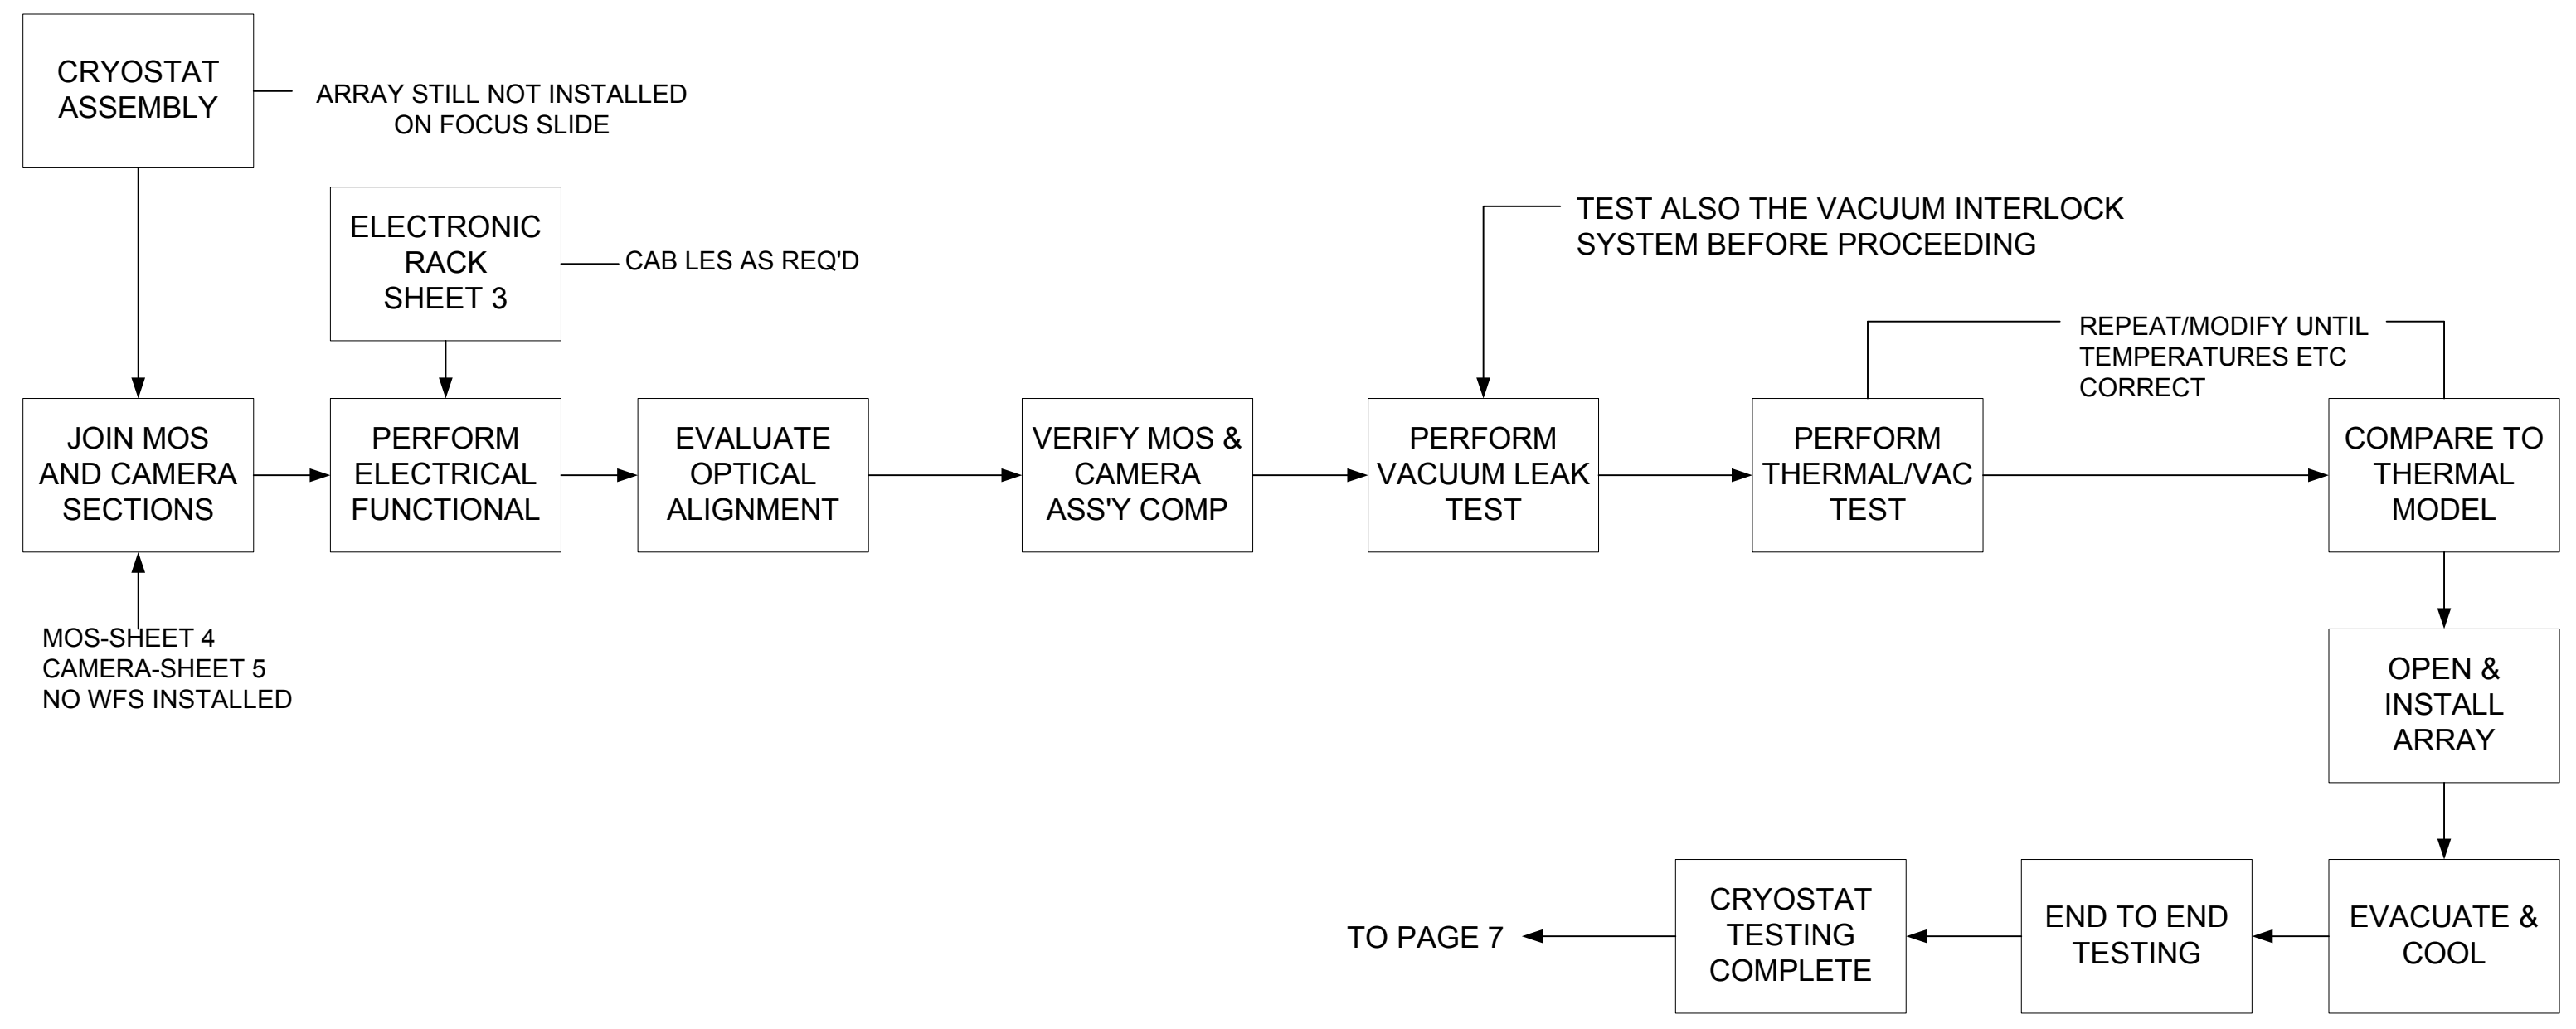 CRYOSTAT
ASSEMBLY
ARRAY STILL NOT INSTALLED
ON FOCUS SLIDE
ELECTRONIC
RACK
SHEET 3
CAB LES AS REQ'D
TEST ALSO THE VACUUM INTERLOCK
SYSTEM BEFORE PROCEEDING
REPEAT/MODIFY UNTIL
TEMPERATURES ETC
CORRECT
JOIN MOS
AND CAMERA
SECTIONS
PERFORM
ELECTRICAL
FUNCTIONAL
EVALUATE
OPTICAL
ALIGNMENT
VERIFY MOS &
CAMERA
ASS'Y COMP
PERFORM
VACUUM LEAK
TEST
PERFORM
THERMAL/VAC
TEST
COMPARE TO
THERMAL
MODEL
MOS-SHEET 4
CAMERA-SHEET 5
NO WFS INSTALLED
OPEN &
INSTALL
ARRAY
TO PAGE 7
CRYOSTAT
TESTING
COMPLETE
END TO END
TESTING
EVACUATE &
COOL